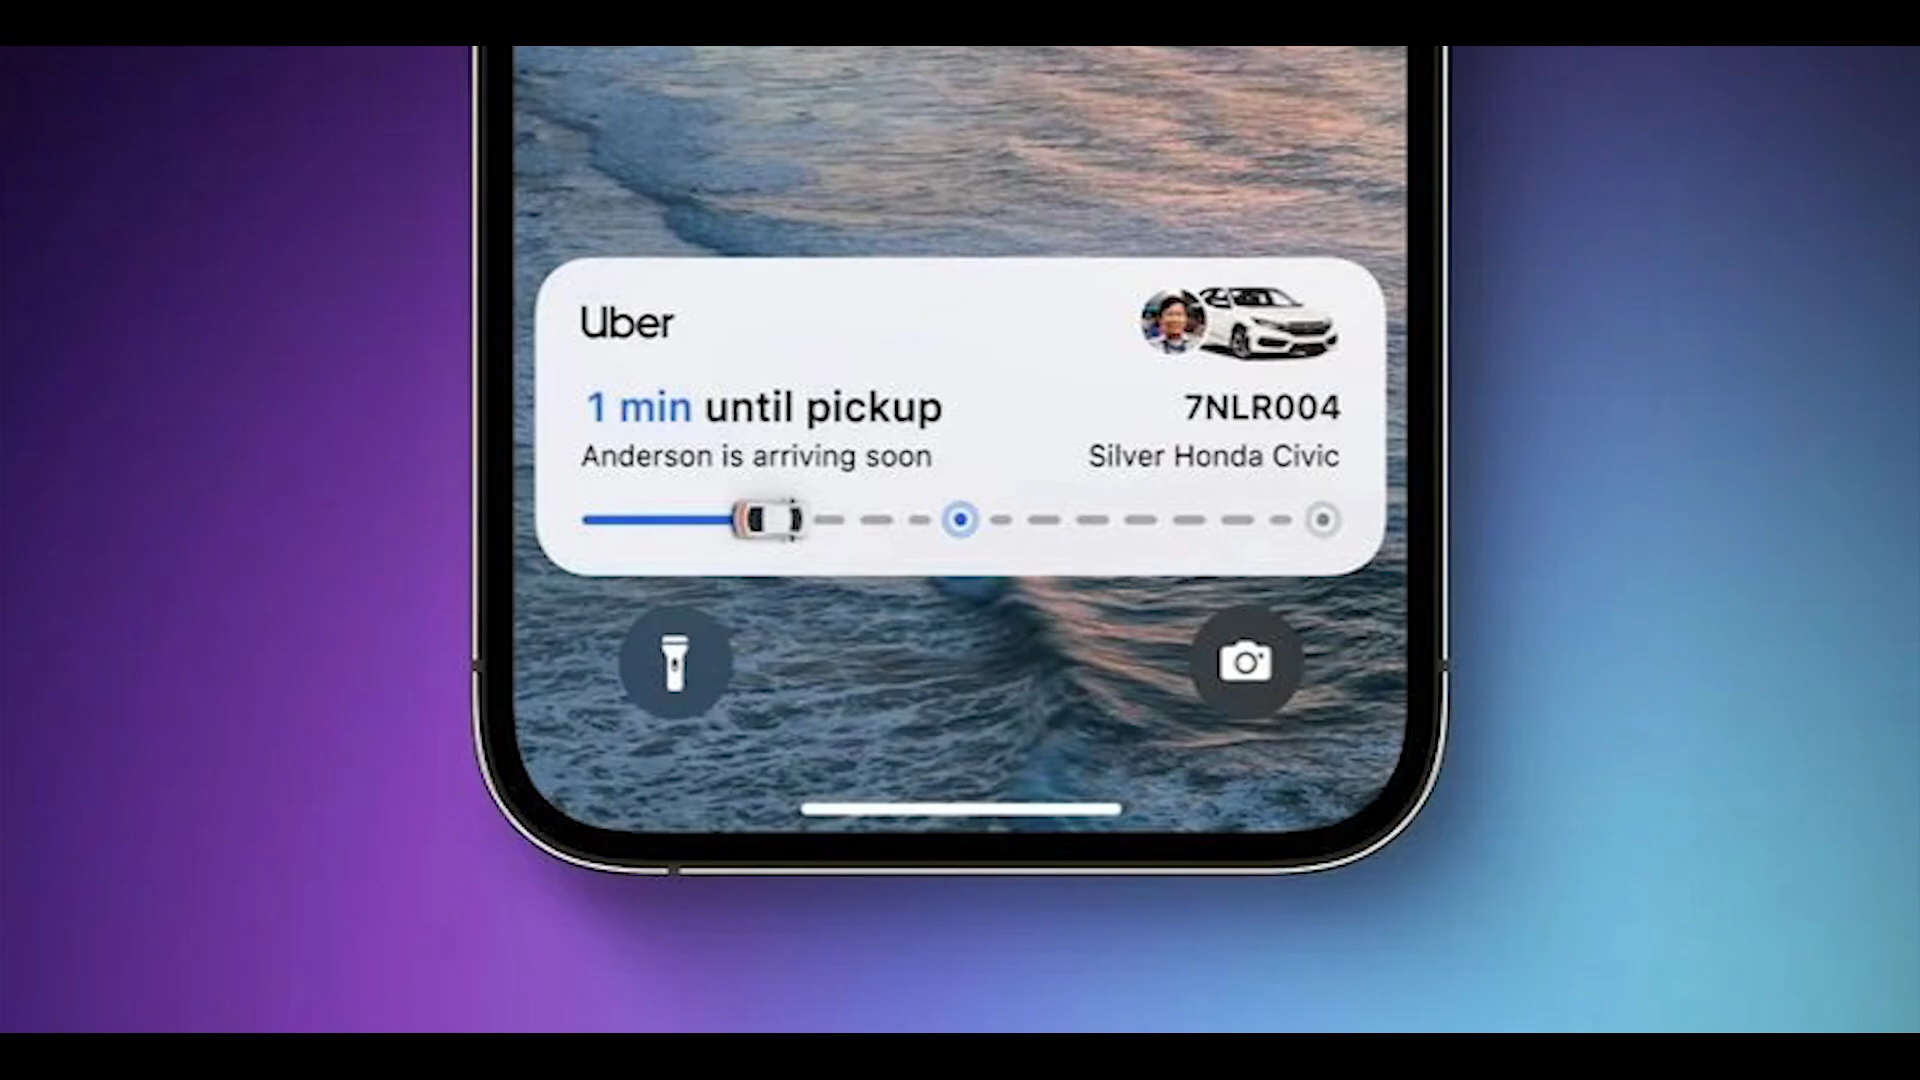 Uber
1 min until pickup
7NLR004
Anderson is arriving soon
Silver Honda Civic